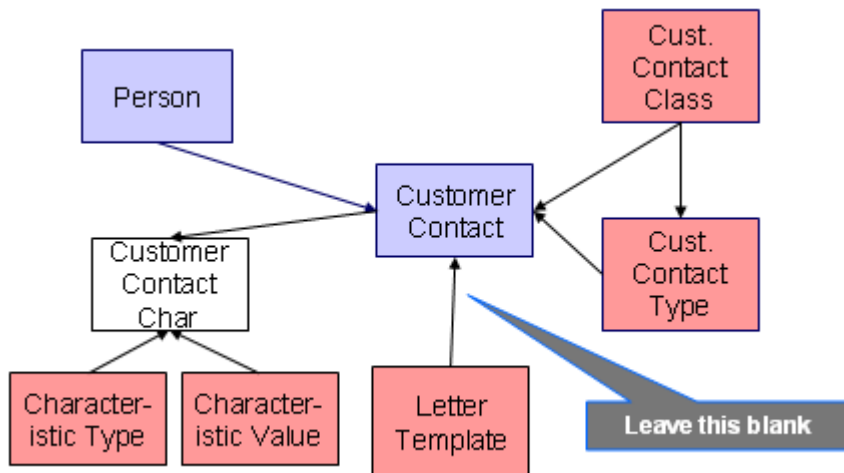 Person
Cust.
Contact
Class
Customer
Contact
Customer
Contact
Char
Cust.
Contact
Type
Character-
istic Type
Character-
istic Value
Letter
Template
Leave this blank